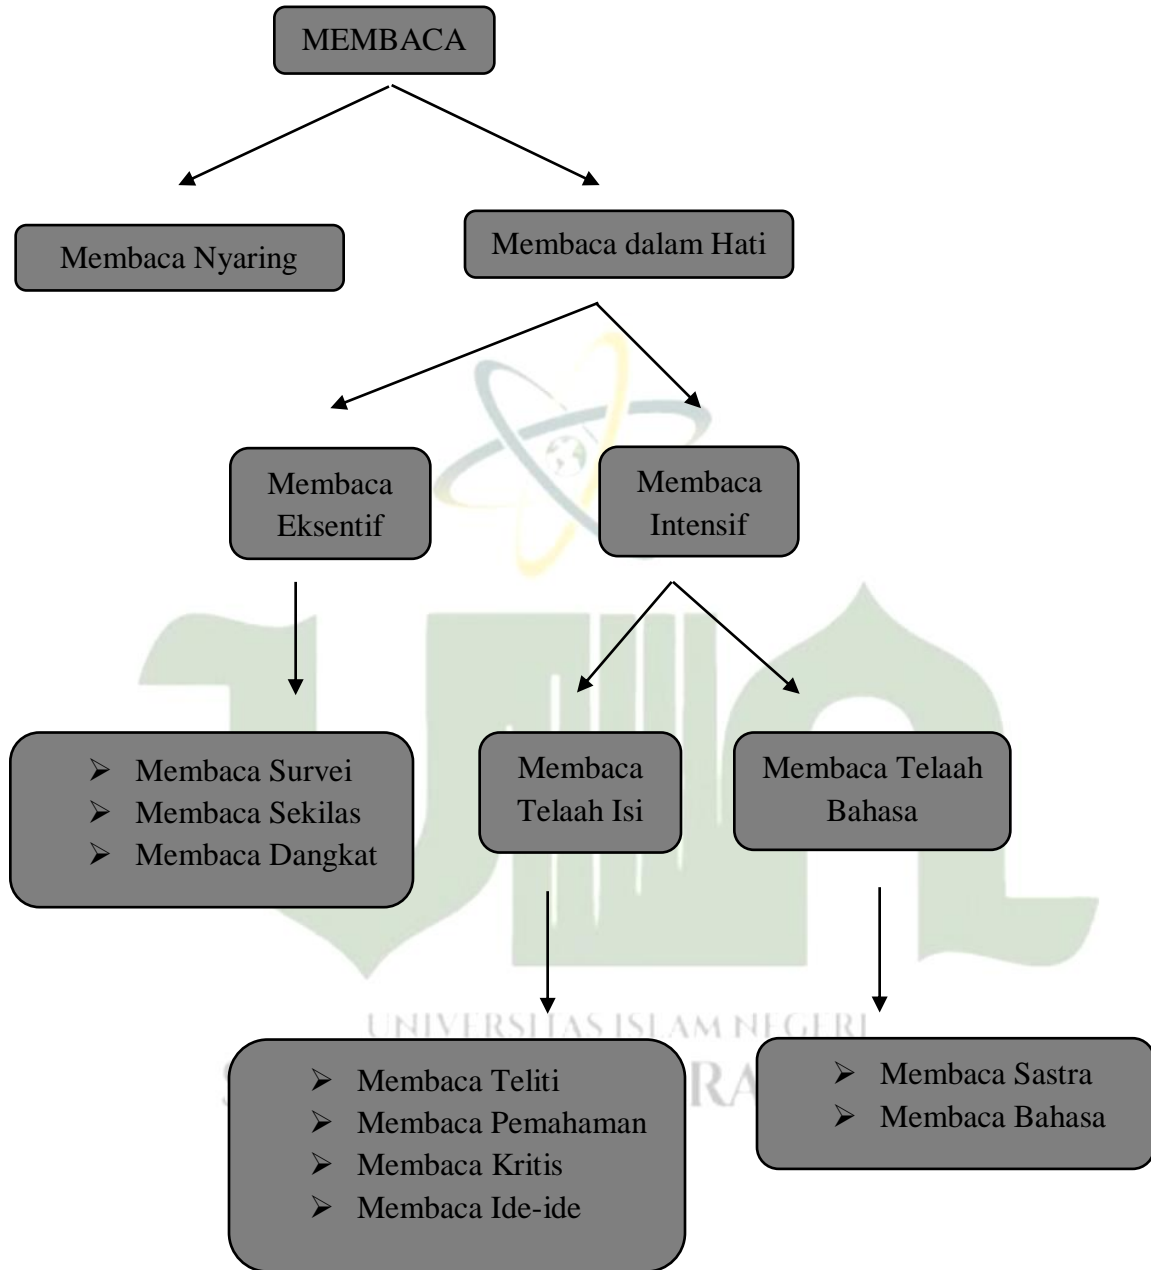 MEMBACA
Membaca Nyaring
Membaca dalam Hati
Membaca
Eksentif
Membaca
Intensif
➢ Membaca Survei
➢ Membaca Sekilas
➢ Membaca Dangkat
Membaca
Telaah Isi
Membaca Telaah
Bahasa
UNIVERSITAS ISLAM NEGERI
➢ Membaca Teliti
➢ Membaca Pemahaman
➢ Membaca Kritis
➢ Membaca Ide-ide
➢ Membaca Sastra
➢ Membaca Bahasa